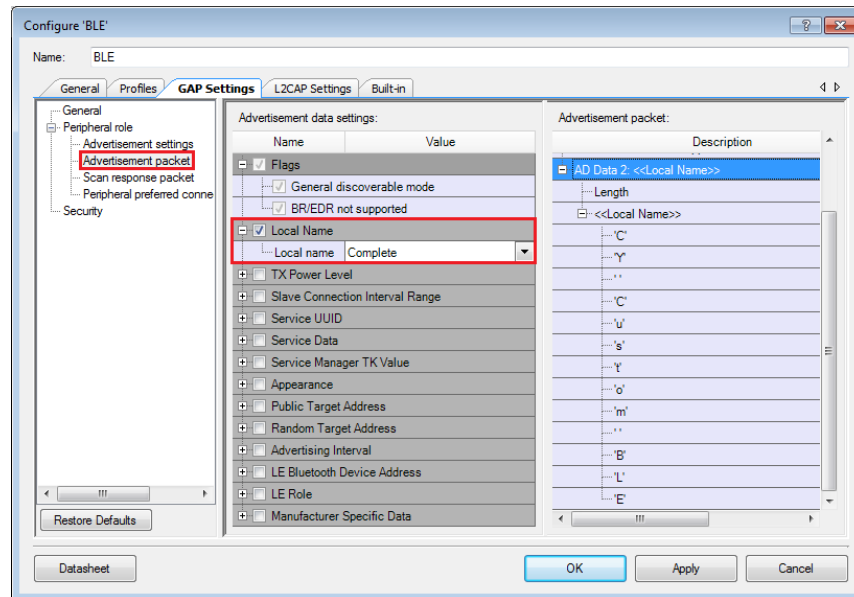 Configure 'BLE'
Name: BLE
General Profiles GAP Settings L2CAP Settings Built-in
General
Peripheral role
Advertisement settings
Advertisement packet
Scan response packet
Peripheral preferred conne
Security
Restore Defaults
Advertisement data settings:
Name Value
Flags
General discoverable mode
BR/EDR not supported
Local Name
Local name Complete
TX Power Level
Slave Connection Interval Range
Service UUID
Service Data
Service Manager TK Value
Appearance
Public Target Address
Random Target Address
Advertising Interval
LE Bluetooth Device Address
LE Role
Manufacturer Specific Data
Advertisement packet:
Description
AD Data 2: <<Local Name>>
Length
<<Local Name>>
'C'
'Y'
' '
'C'
'u'
's'
't'
'o'
'm'
' '
'B'
'L'
'E'
Datasheet OK Apply Cancel